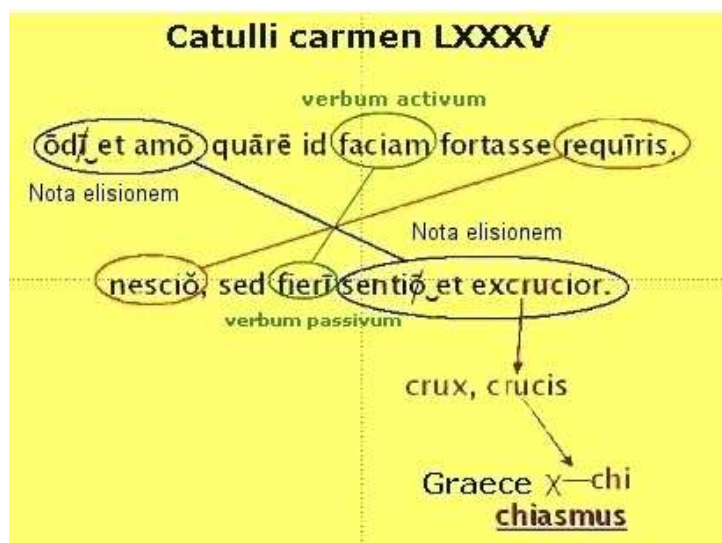 Catulli carmen LXXXV
verbum activum
ōdī et amō quārē id faciam fortasse requīris.
Nota elisionem
Nota elisionem
nesciŏ, sed fierī sentiō et excrucior.
verbum passivum
crux, crucis
Graece χ—chi
chiasmus